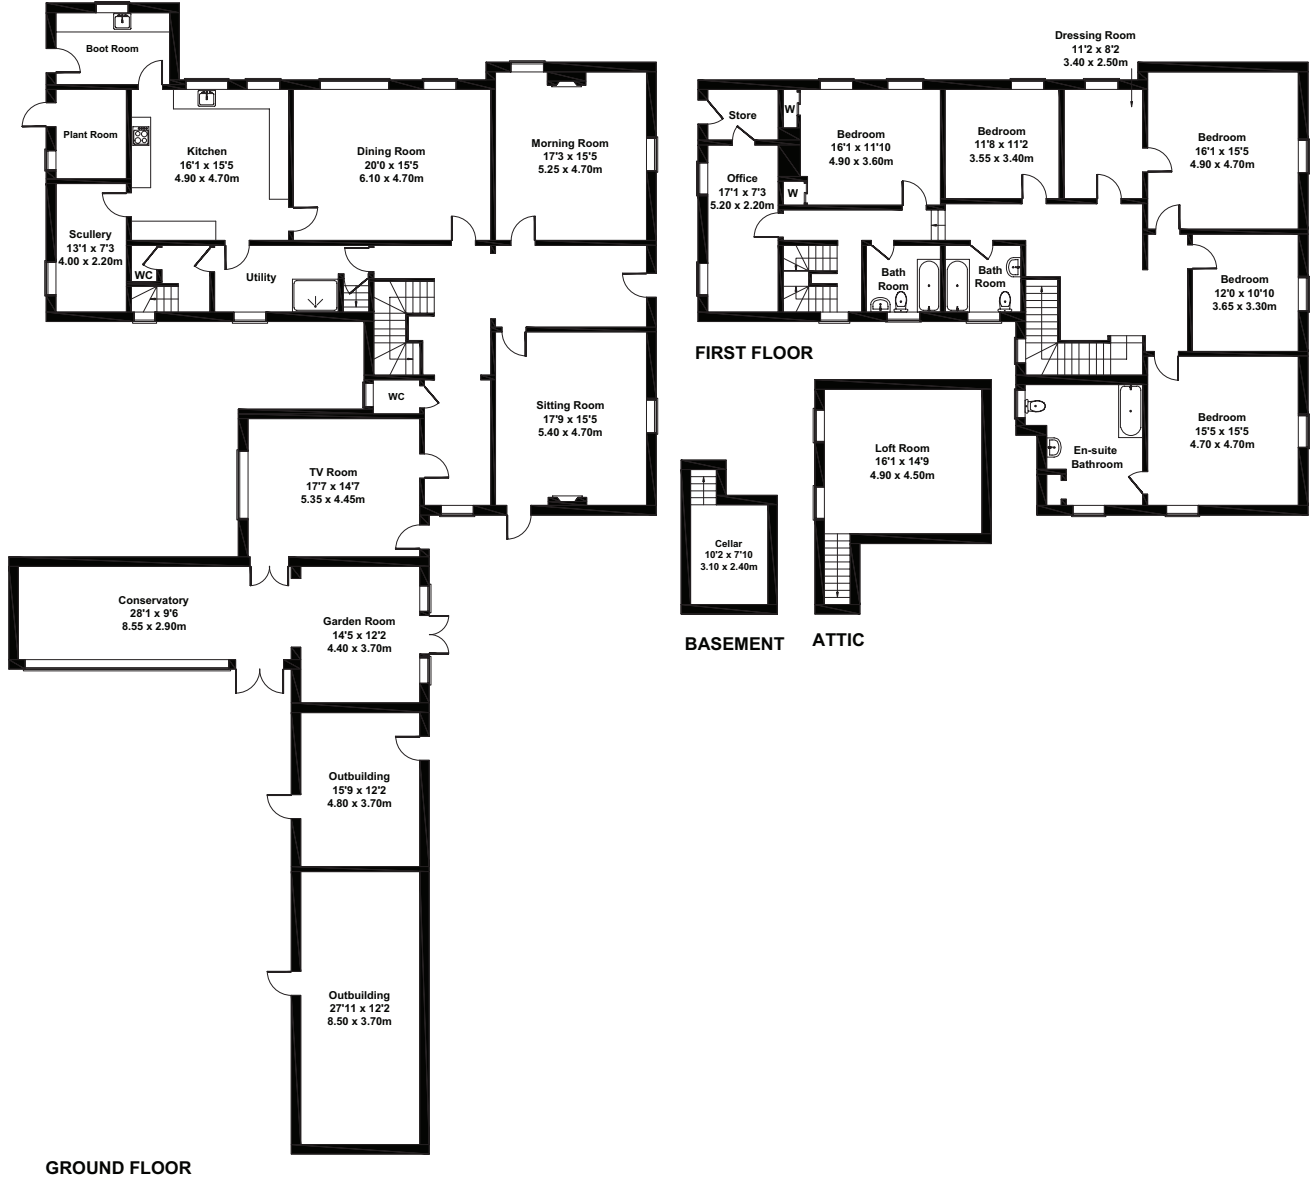 Boot Room
Plant Room
Kitchen
16'1 x 15'5
4.90 x 4.70m
Dining Room
20'0 x 15'5
6.10 x 4.70m
Morning Room
17'3 x 15'5
5.25 x 4.70m
Scullery
13'1 x 7'3
4.00 x 2.20m
WC
Utility
WC
Sitting Room
17'9 x 15'5
5.40 x 4.70m
TV Room
17'7 x 14'7
5.35 x 4.45m
Conservatory
28'1 x 9'6
8.55 x 2.90m
Garden Room
14'5 x 12'2
4.40 x 3.70m
Outbuilding
15'9 x 12'2
4.80 x 3.70m
Outbuilding
27'11 x 12'2
8.50 x 3.70m
GROUND FLOOR
Dressing Room
11'2 x 8'2
3.40 x 2.50m
Store
W
Bedroom
16'1 x 11'10
4.90 x 3.60m
Bedroom
11'8 x 11'2
3.55 x 3.40m
Bedroom
16'1 x 15'5
4.90 x 4.70m
Office
17'1 x 7'3
5.20 x 2.20m
W
Bath
Room
Bath
Room
Bedroom
12'0 x 10'10
3.65 x 3.30m
FIRST FLOOR
Bedroom
15'5 x 15'5
4.70 x 4.70m
En-suite
Bathroom
Loft Room
16'1 x 14'9
4.90 x 4.50m
Cellar
10'2 x 7'10
3.10 x 2.40m
BASEMENT
ATTIC